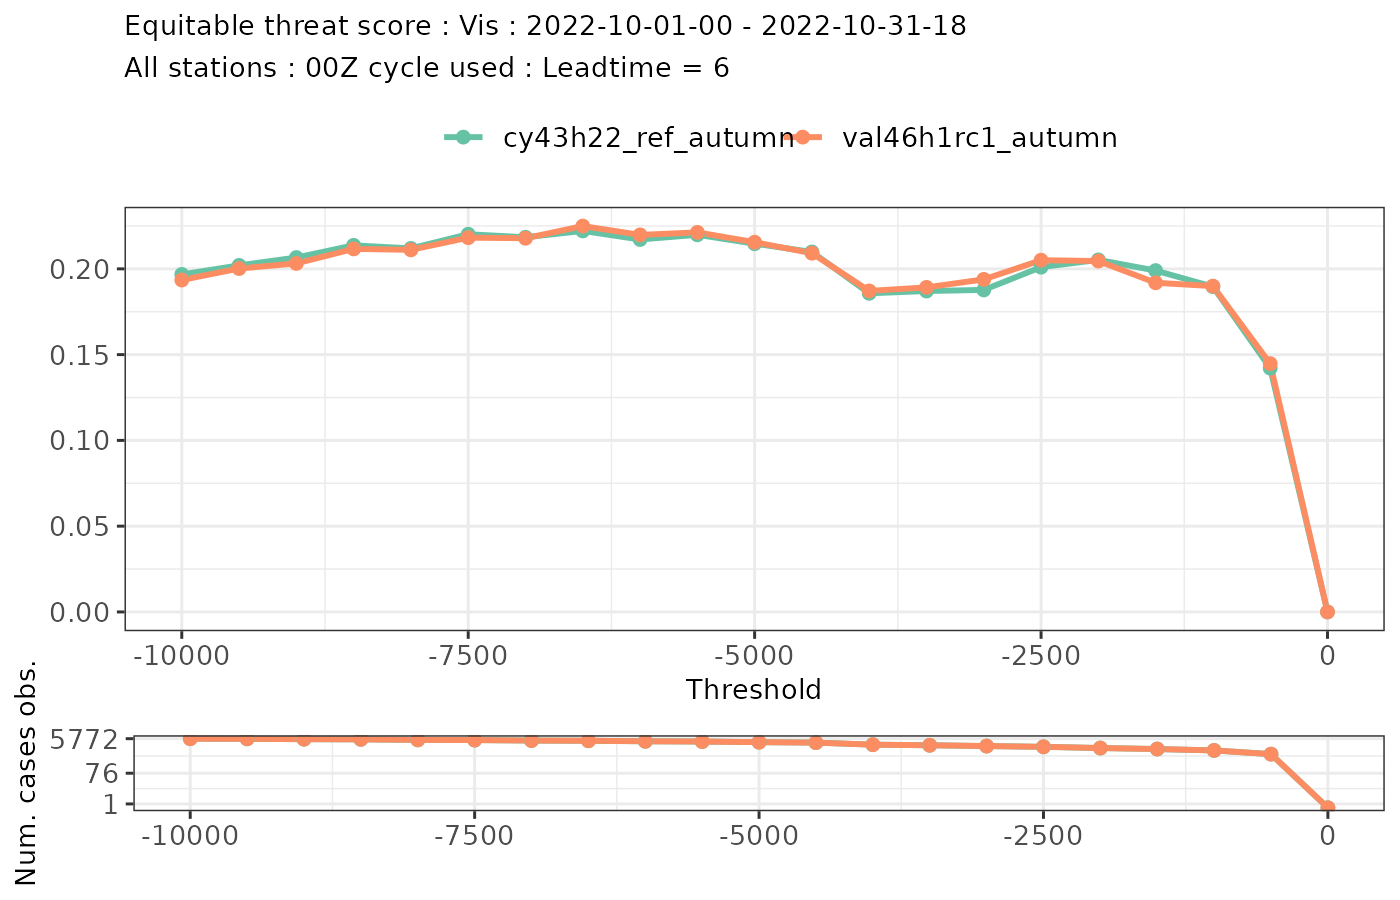 Equitable threat score : Vis : 2022-10-01-00 - 2022-10-31-18
All stations : 00Z cycle used : Leadtime = 6
cy43h22_ref_autumn val46h1rc1_autumn
0.20
0.15
0.10
0.05
0.00
-10000 -7500 -5000 -2500 0
Threshold
Num. cases obs.
5772
76
1
-10000 -7500 -5000 -2500 0